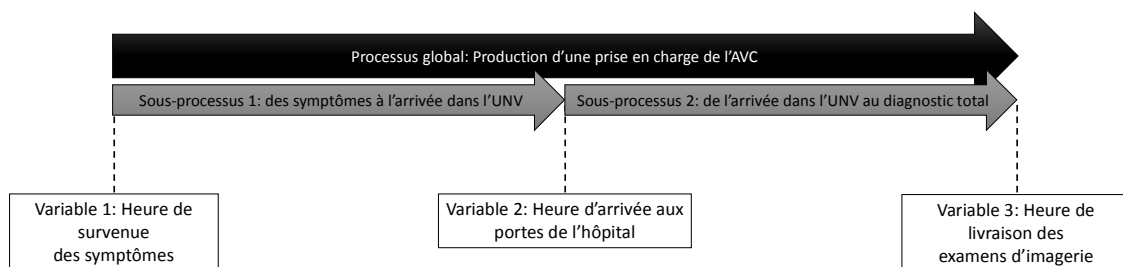 Processus global: Production d'une prise en charge de l'AVC
Sous-processus 1: des symptômes à l'arrivée dans l'UNV
Sous-processus 2: de l'arrivée dans l'UNV au diagnostic total
Variable 1: Heure de
survenue
des symptômes
Variable 2: Heure d'arrivée aux
portes de l'hôpital
Variable 3: Heure de
livraison des
examens d'imagerie